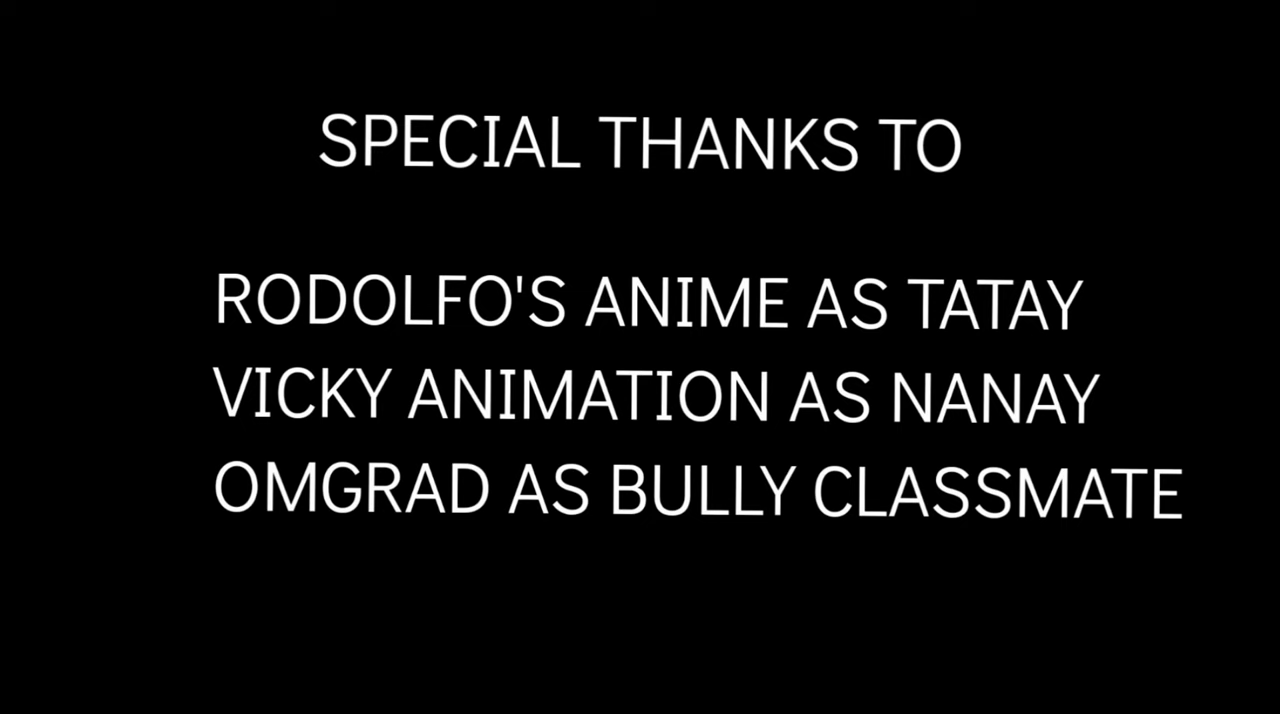 SPECIAL THANKS TO
RODOLFO'S ANIME AS TATAY
VICKY ANIMATION AS NANAY
OMGRAD AS BULLY CLASSMATE